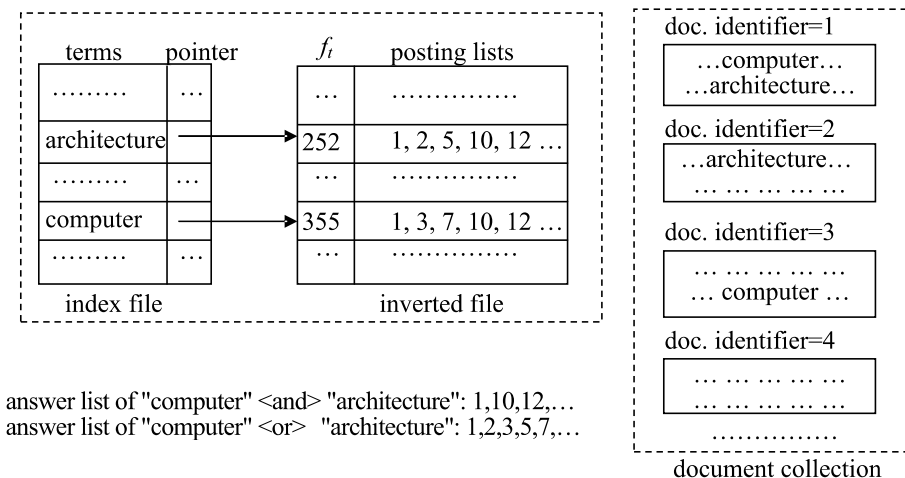 terms pointer
……… …
architecture
……… …
computer
……… …
index file
ft posting lists
… ……………
252 1, 2, 5, 10, 12 …
… ……………
355 1, 3, 7, 10, 12 …
… ……………
inverted file
doc. identifier=1
…computer…
…architecture…
doc. identifier=2
…architecture…
… … … … …
doc. identifier=3
… … … … …
… computer …
doc. identifier=4
… … … … …
… … … … …
……………
document collection
answer list of "computer" <and> "architecture": 1,10,12,…
answer list of "computer" <or> "architecture": 1,2,3,5,7,…